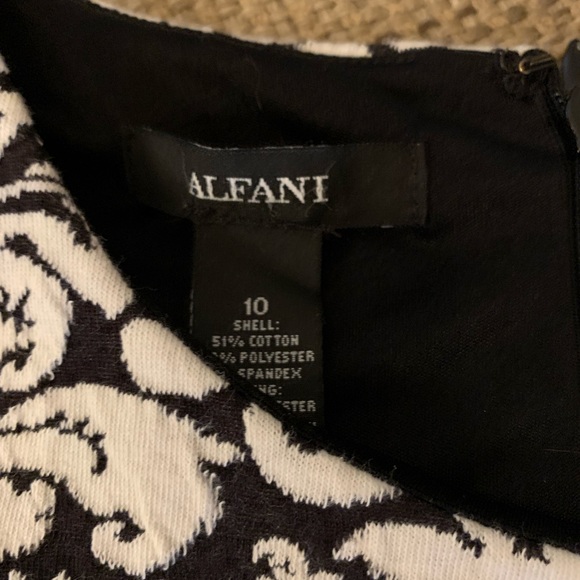 ALFANI
10
SHELL:
51% COTTON
% POLYESTER
SPANDEX